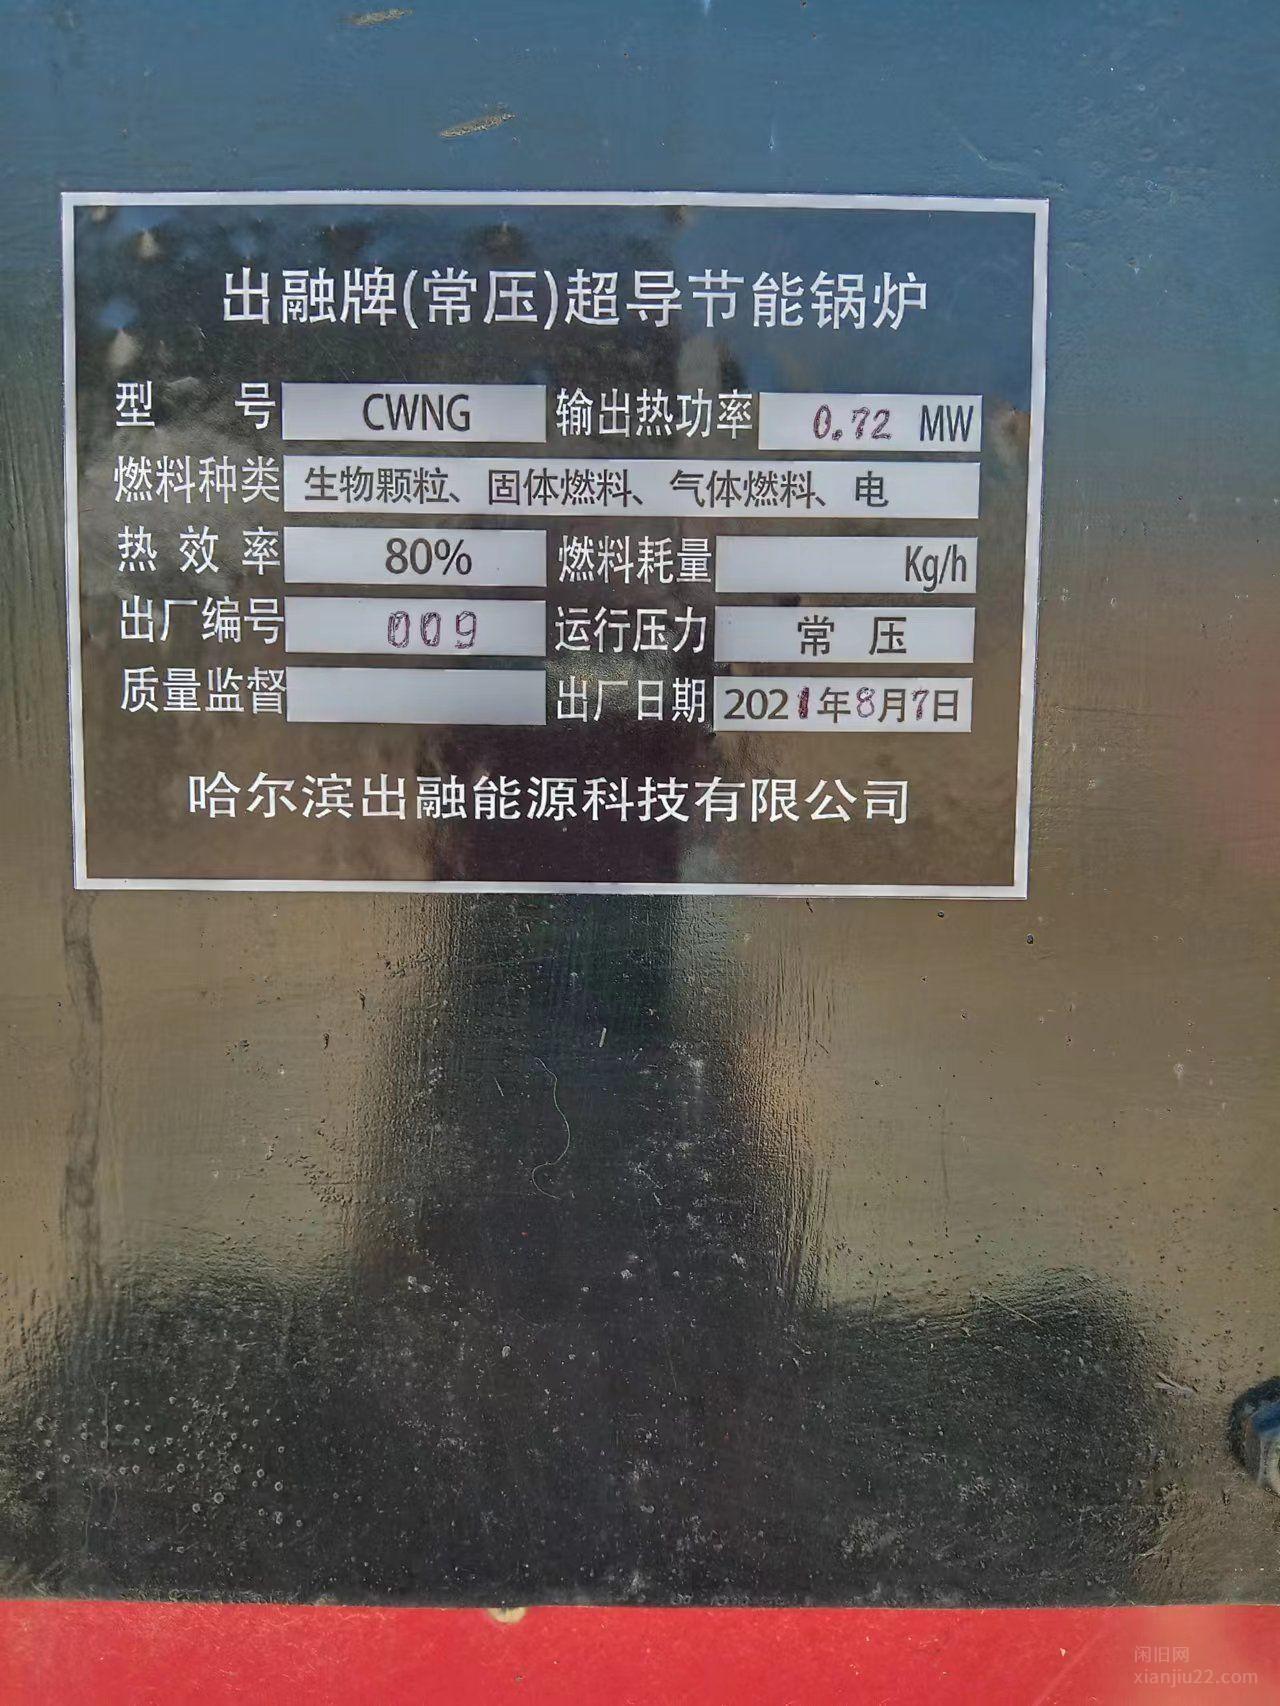 出融牌(常压)超导节能锅炉
型号 CWNG 输出热功率 0.72 MW
燃料种类 生物颗粒、固体燃料、气体燃料、电
热效率 80% 燃料耗量 Kg/h
出厂编号 009 运行压力 常压
质量监督 出厂日期 2021年8月7日
哈尔滨出融能源科技有限公司
闲旧网
xianjiu22.com